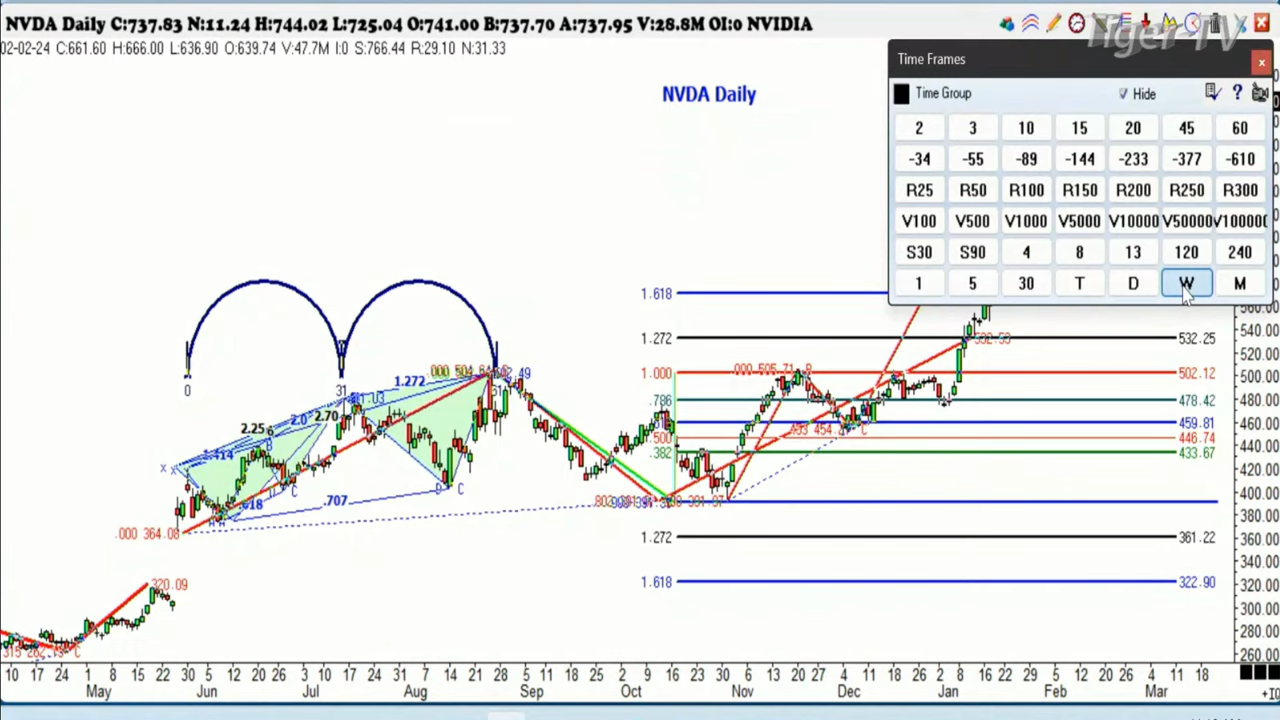 NVDA Daily C:737.83 N:11.24 H:744.02 L:725.04 O:741.00 B:737.70 A:737.95 V:28.8M OI:0 NVIDIA
02-02-24 C:661.60 H:666.00 L:636.90 O:639.74 V:47.7M I:0 S:766.44 R:29.10 N:31.33
Tiger TV
Time Frames
Time Group Hide
2 3 10 15 20 45 60
-34 -55 -89 -144 -233 -377 -610
R25 R50 R100 R150 R200 R250 R300
V100 V500 V1000 V5000 V10000 V50000 V100000
S30 S90 4 8 13 120 240
1 5 30 T D W M
NVDA Daily
1.618
1.272 532.25
1.000 502.12
.786 478.42
459.81
.500 446.74
.382 433.67
1.272 361.22
1.618 322.90
0 31
1.272
2.0 2.70
2.25
.707
.000 364.08
320.09
560.00
540.00
520.00
500.00
480.00
460.00
440.00
420.00
400.00
380.00
360.00
340.00
320.00
300.00
280.00
260.00
10 17 24 1 8 15 22 30 5 12 20 26 3 10 17 24 31 7 14 21 28 5 11 18 25 2 9 16 23 30 6 13 20 27 4 11 18 26 2 8 16 22 29 5 12 20 26 4 11 18
May Jun Jul Aug Sep Oct Nov Dec Jan Feb Mar